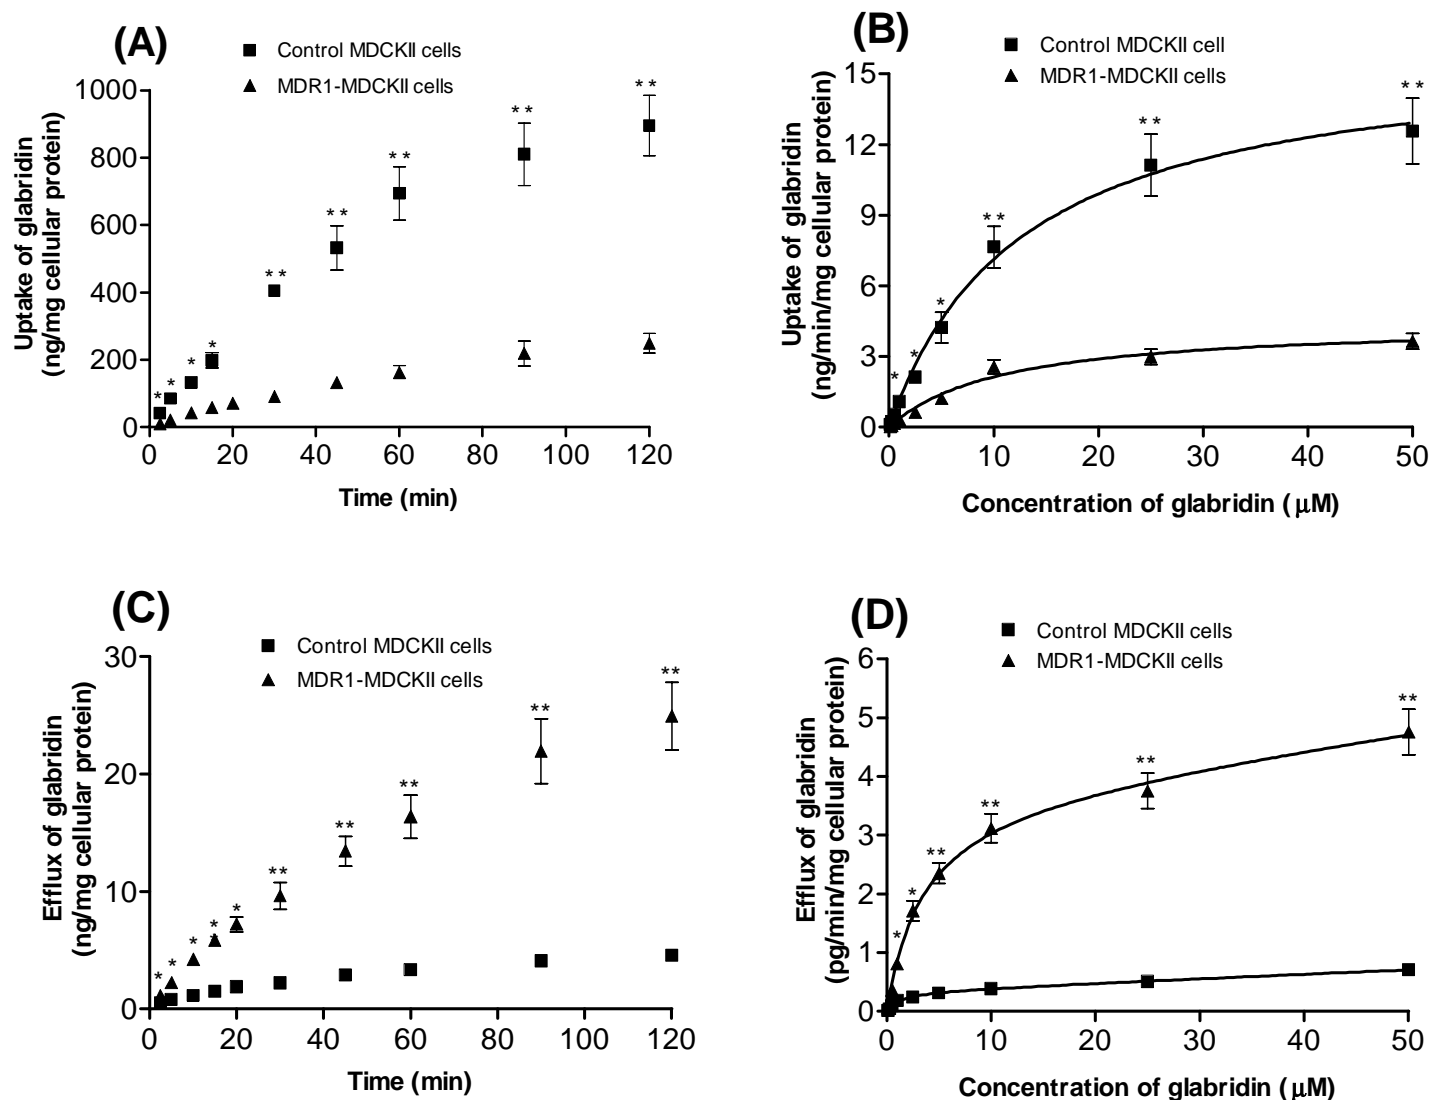 (A)
Control MDCKII cells
MDR1-MDCKII cells
Uptake of glabridin
(ng/mg cellular protein)
1000
800
600
400
200
0
* * * * ** ** ** ** **
0 20 40 60 80 100 120
Time (min)
(B)
Control MDCKII cell
MDR1-MDCKII cells
Uptake of glabridin
(ng/min/mg cellular protein)
15
12
9
6
3
0
* * * ** ** **
0 10 20 30 40 50
Concentration of glabridin (μM)
(C)
Control MDCKII cells
MDR1-MDCKII cells
Efflux of glabridin
(ng/mg cellular protein)
30
20
10
0
* * * * * ** ** ** ** **
0 20 40 60 80 100 120
Time (min)
(D)
Control MDCKII cells
MDR1-MDCKII cells
Efflux of glabridin
(pg/min/mg cellular protein)
6
5
4
3
2
1
0
* * ** ** ** **
0 10 20 30 40 50
Concentration of glabridin (μM)